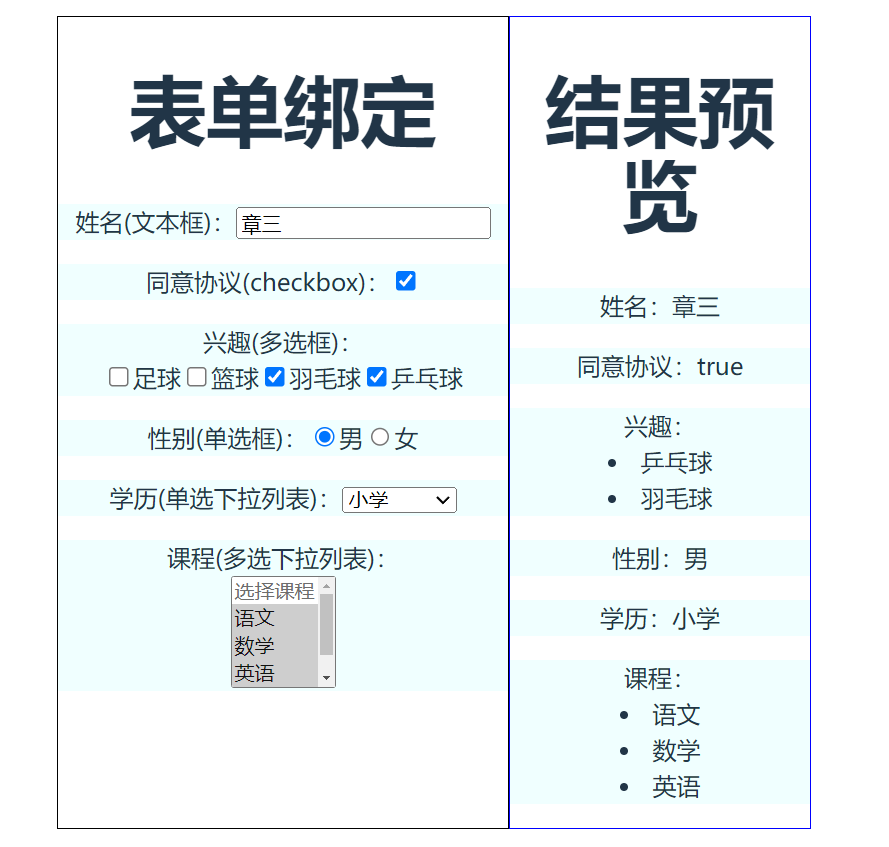 表单绑定
姓名(文本框)：章三
同意协议(checkbox)：
兴趣(多选框)：
足球 篮球 羽毛球 乒乓球
性别(单选框)： 男 女
学历(单选下拉列表)：小学
课程(多选下拉列表)：
选择课程
语文
数学
英语
结果预
览
姓名：章三
同意协议：true
兴趣：
• 乒乓球
• 羽毛球
性别：男
学历：小学
课程：
• 语文
• 数学
• 英语